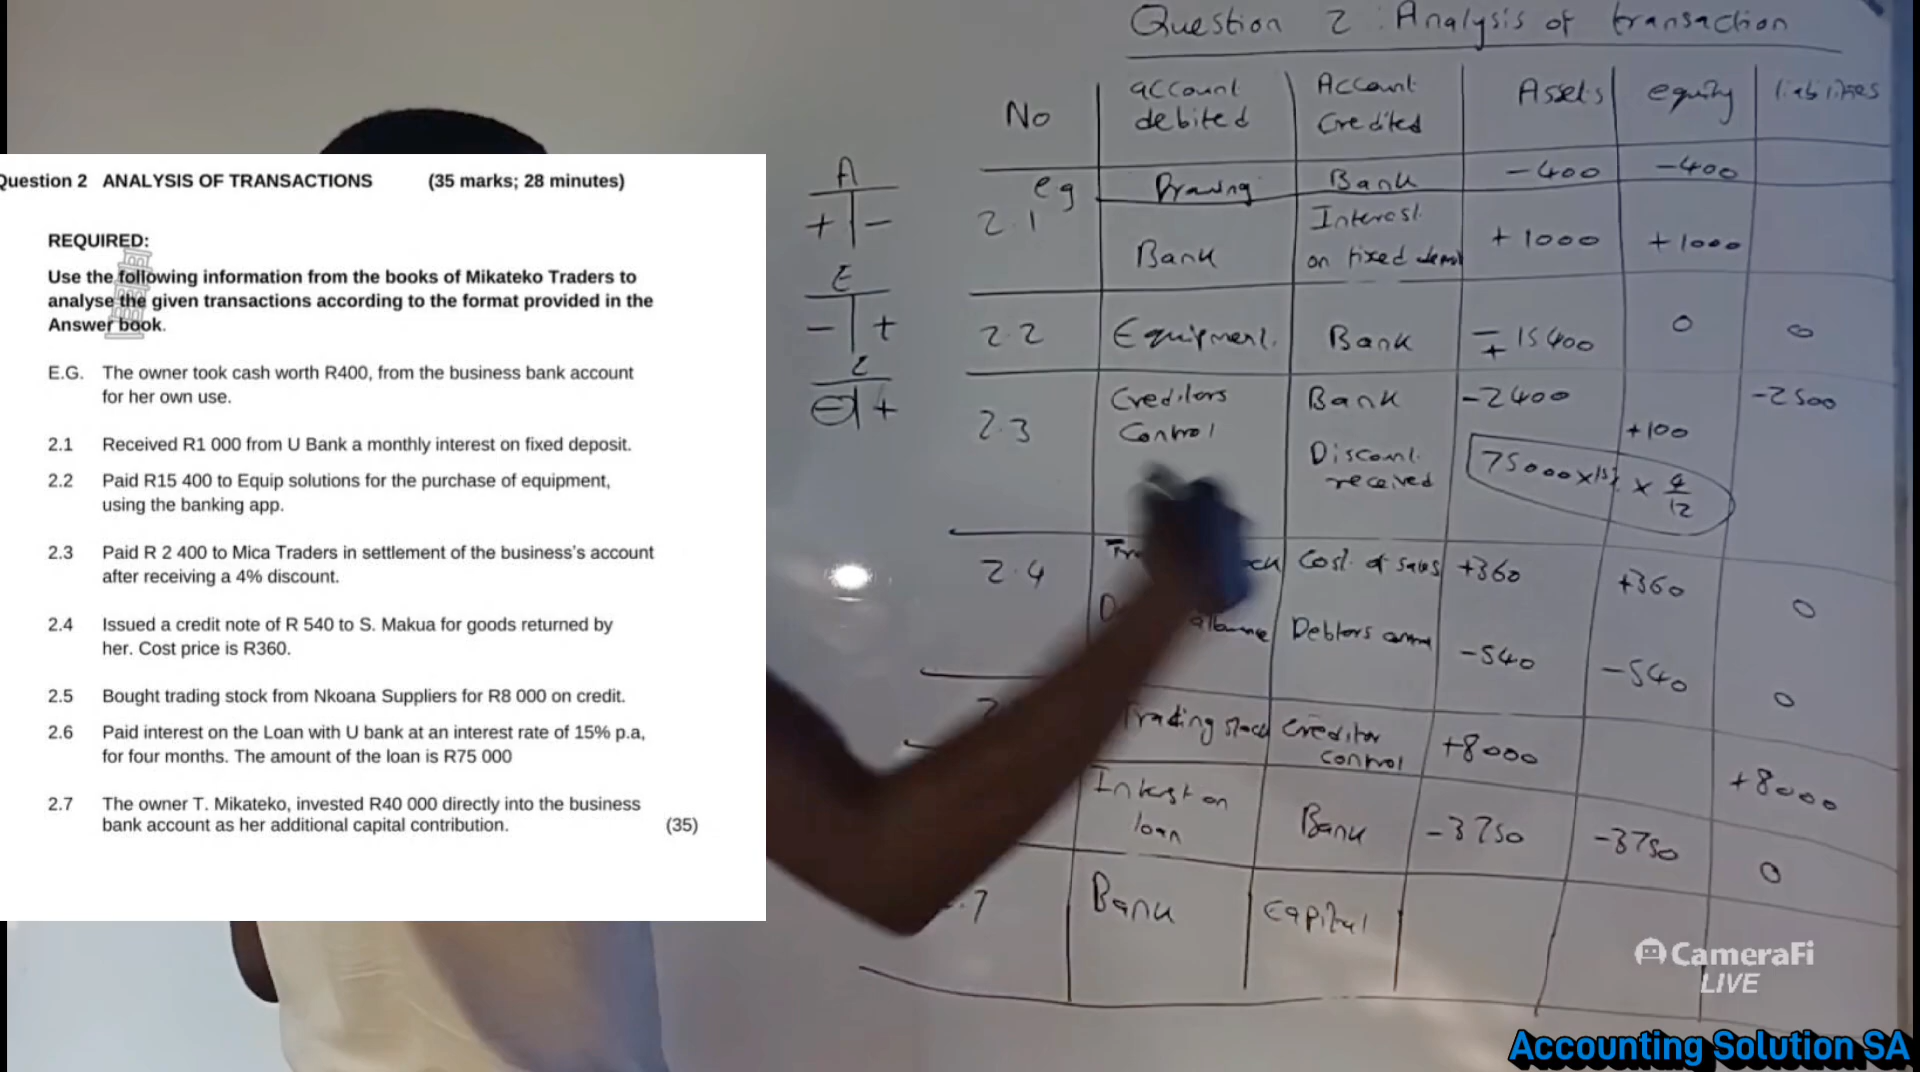 Question 2 ANALYSIS OF TRANSACTIONS (35 marks; 28 minutes)
REQUIRED:
Use the following information from the books of Mikateko Traders to
analyse the given transactions according to the format provided in the
Answer book.
E.G. The owner took cash worth R400, from the business bank account
for her own use.
2.1 Received R1 000 from U Bank a monthly interest on fixed deposit.
2.2 Paid R15 400 to Equip solutions for the purchase of equipment,
using the banking app.
2.3 Paid R 2 400 to Mica Traders in settlement of the business's account
after receiving a 4% discount.
2.4 Issued a credit note of R 540 to S. Makua for goods returned by
her. Cost price is R360.
2.5 Bought trading stock from Nkoana Suppliers for R8 000 on credit.
2.6 Paid interest on the Loan with U bank at an interest rate of 15% p.a,
for four months. The amount of the loan is R75 000
2.7 The owner T. Mikateko, invested R40 000 directly into the business
bank account as her additional capital contribution. (35)
Question 2 : Analysis of transaction
No account debited Account Credited Assets equity liabilities
A
+ -
E
- +
L
- +
eg Drawing Bank -400 -400
2.1 Bank Interest on fixed +1000 +1000
2.2 Equipment. Bank -+ 15400 0 0
2.3 Creditors Control Bank -2400 -2500
+100
Discount received
75000 x 15% x 4/12
2.4 Cost of sales +360 +360 0
allowance Debtors -540 -540 0
Trading stock Creditor control +8000 +8000
Interest on loan Bank -3750 -3750 0
.7 Bank capital
CameraFi
LIVE
Accounting Solution SA